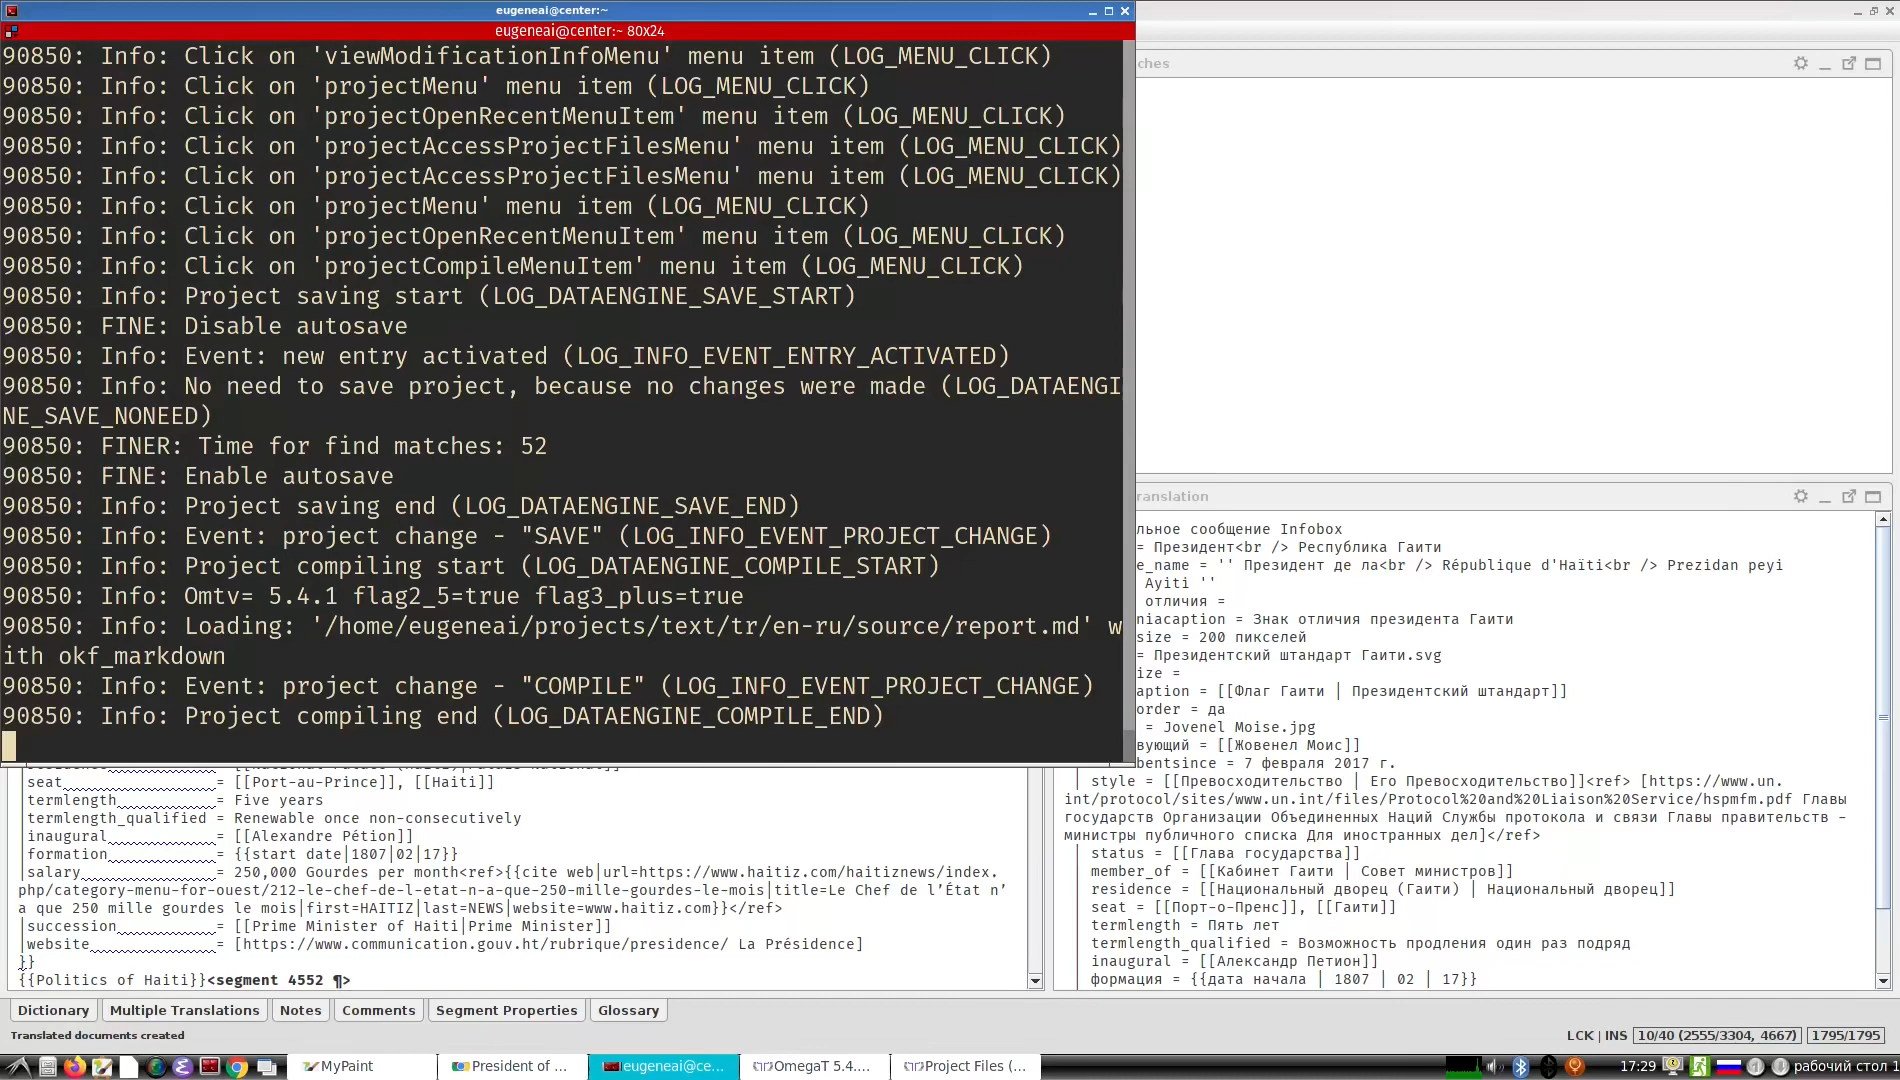 eugeneai@center:~
eugeneai@center:~ 80x24
90850: Info: Click on 'viewModificationInfoMenu' menu item (LOG_MENU_CLICK)
90850: Info: Click on 'projectMenu' menu item (LOG_MENU_CLICK)
90850: Info: Click on 'projectOpenRecentMenuItem' menu item (LOG_MENU_CLICK)
90850: Info: Click on 'projectAccessProjectFilesMenu' menu item (LOG_MENU_CLICK)
90850: Info: Click on 'projectAccessProjectFilesMenu' menu item (LOG_MENU_CLICK)
90850: Info: Click on 'projectMenu' menu item (LOG_MENU_CLICK)
90850: Info: Click on 'projectOpenRecentMenuItem' menu item (LOG_MENU_CLICK)
90850: Info: Click on 'projectCompileMenuItem' menu item (LOG_MENU_CLICK)
90850: Info: Project saving start (LOG_DATAENGINE_SAVE_START)
90850: FINE: Disable autosave
90850: Info: Event: new entry activated (LOG_INFO_EVENT_ENTRY_ACTIVATED)
90850: Info: No need to save project, because no changes were made (LOG_DATAENGI
NE_SAVE_NONEED)
90850: FINER: Time for find matches: 52
90850: FINE: Enable autosave
90850: Info: Project saving end (LOG_DATAENGINE_SAVE_END)
90850: Info: Event: project change - "SAVE" (LOG_INFO_EVENT_PROJECT_CHANGE)
90850: Info: Project compiling start (LOG_DATAENGINE_COMPILE_START)
90850: Info: Omtv= 5.4.1 flag2_5=true flag3_plus=true
90850: Info: Loading: '/home/eugeneai/projects/text/tr/en-ru/source/report.md' w
ith okf_markdown
90850: Info: Event: project change - "COMPILE" (LOG_INFO_EVENT_PROJECT_CHANGE)
90850: Info: Project compiling end (LOG_DATAENGINE_COMPILE_END)
|seat = [[Port-au-Prince]], [[Haiti]]
|termlength = Five years
|termlength_qualified = Renewable once non-consecutively
|inaugural = [[Alexandre Pétion]]
|formation = {{start date|1807|02|17}}
|salary = 250,000 Gourdes per month<ref>{{cite web|url=https://www.haitiz.com/haitiznews/index.
php/category-menu-for-ouest/212-le-chef-de-l-etat-n-a-que-250-mille-gourdes-le-mois|title=Le Chef de l’État n’
a que 250 mille gourdes le mois|first=HAITIZ|last=NEWS|website=www.haitiz.com}}</ref>
|succession = [[Prime Minister of Haiti|Prime Minister]]
|website = [https://www.communication.gouv.ht/rubrique/presidence/ La Présidence]
}}
{{Politics of Haiti}}<segment 4552 ¶>
ches
ranslation
льное сообщение Infobox
= Президент<br /> Республика Гаити
e_name = '' Президент де ла<br /> République d'Haïti<br /> Prezidan peyi
Ayiti ''
отличия =
niacaption = Знак отличия президента Гаити
size = 200 пикселей
= Президентский штандарт Гаити.svg
ize =
aption = [[Флаг Гаити | Президентский штандарт]]
order = да
= Jovenel Moise.jpg
вующий = [[Жовенел Моис]]
bentsince = 7 февраля 2017 г.
| style = [[Превосходительство | Его Превосходительство]]<ref> [https://www.un.
int/protocol/sites/www.un.int/files/Protocol%20and%20Liaison%20Service/hspmfm.pdf Главы
государств Организации Объединенных Наций Службы протокола и связи Главы правительств –
министры публичного списка Для иностранных дел]</ref>
| status = [[Глава государства]]
| member_of = [[Кабинет Гаити | Совет министров]]
| residence = [[Национальный дворец (Гаити) | Национальный дворец]]
| seat = [[Порт-о-Пренс]], [[Гаити]]
| termlength = Пять лет
| termlength_qualified = Возможность продления один раз подряд
| inaugural = [[Александр Петион]]
| формация = {{дата начала | 1807 | 02 | 17}}
Dictionary Multiple Translations Notes Comments Segment Properties Glossary
Translated documents created
LCK | INS 10/40 (2555/3304, 4667) 1795/1795
MyPaint President of ... eugeneai@ce... OmegaT 5.4.... Project Files (... 17:29 рабочий стол 1